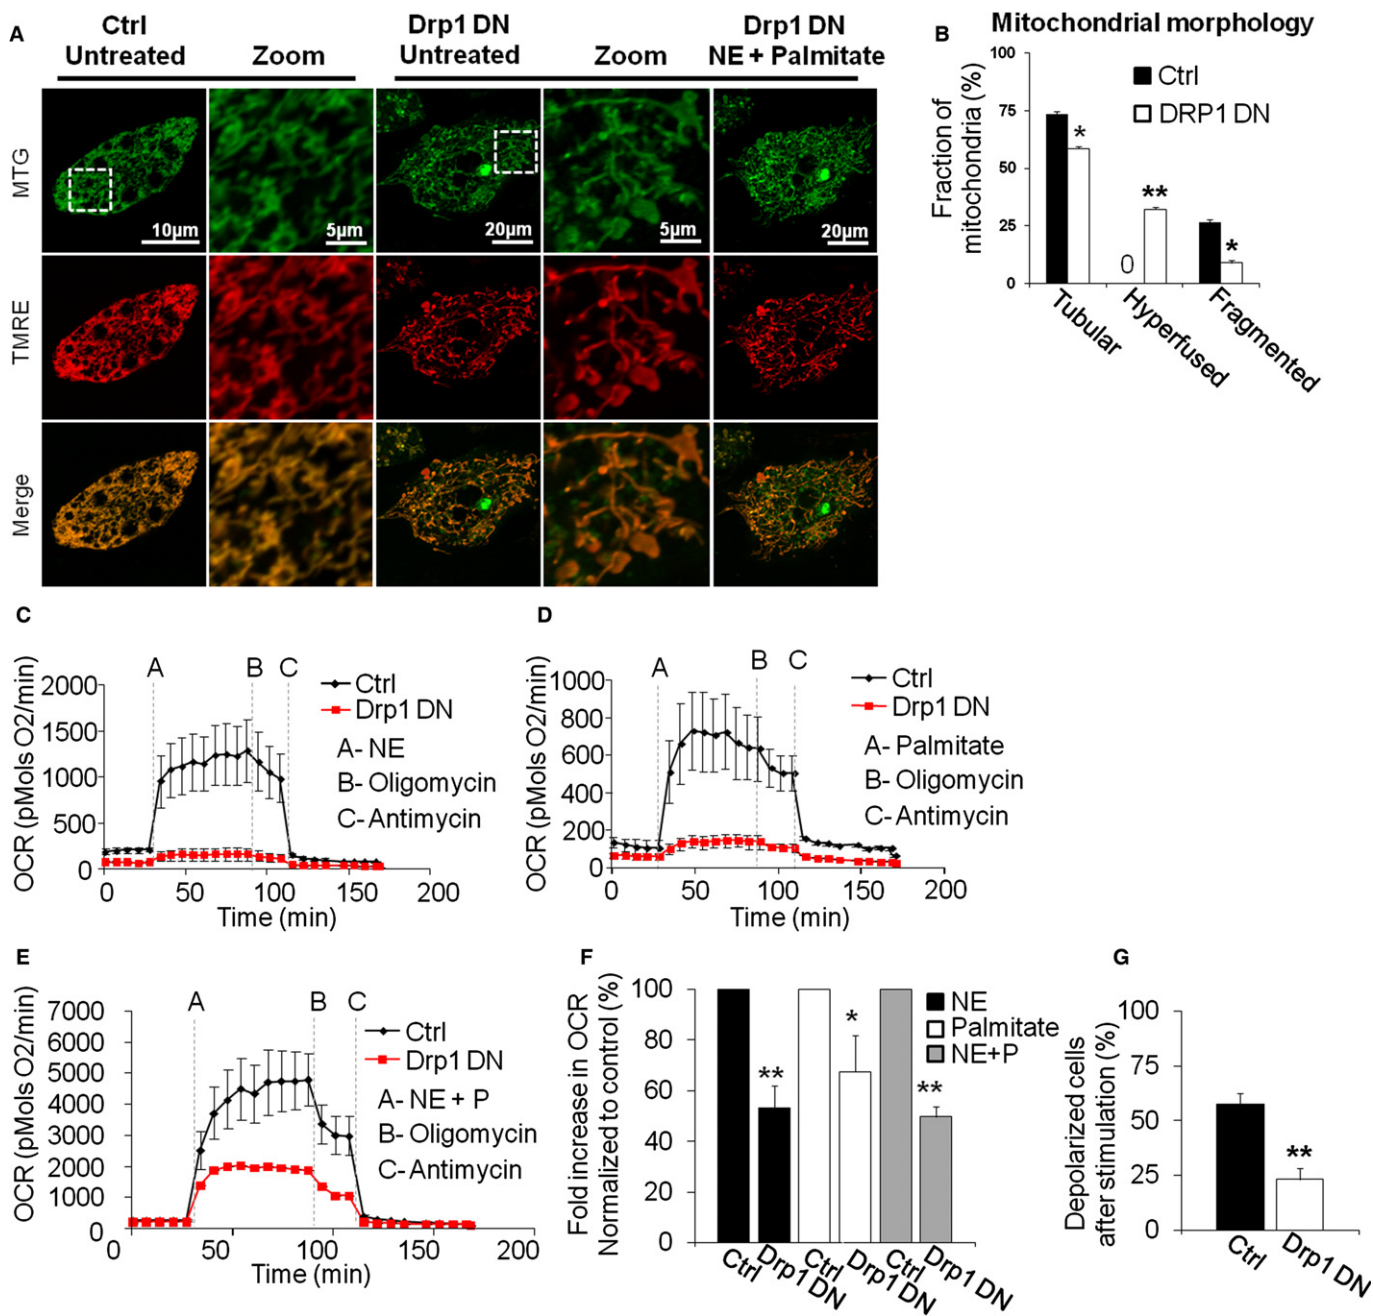 A
Ctrl
Untreated
Zoom
Drp1 DN
Untreated
Zoom
Drp1 DN
NE + Palmitate
MTG
10µm
5µm
20µm
5µm
20µm
TMRE
Merge
B
Mitochondrial morphology
Fraction of
mitochondria (%)
100
75
50
25
0
Ctrl
DRP1 DN
*
0
**
*
Tubular
Hyperfused
Fragmented
C
OCR (pMols O2/min)
2000
1500
1000
500
0
A
B
C
Ctrl
Drp1 DN
A- NE
B- Oligomycin
C- Antimycin
0 50 100 150 200
Time (min)
D
OCR (pMols O2/min)
1000
800
600
400
200
0
A
B
C
Ctrl
Drp1 DN
A- Palmitate
B- Oligomycin
C- Antimycin
0 50 100 150 200
Time (min)
E
OCR (pMols O2/min)
7000
6000
5000
4000
3000
2000
1000
0
A
B
C
Ctrl
Drp1 DN
A- NE + P
B- Oligomycin
C- Antimycin
0 50 100 150 200
Time (min)
F
Fold increase in OCR
Normalized to control (%)
100
80
60
40
20
0
**
*
**
NE
Palmitate
NE+P
Ctrl
Drp1 DN
Ctrl
Drp1 DN
Ctrl
Drp1 DN
G
Depolarized cells
after stimulation (%)
100
75
50
25
0
**
Ctrl
Drp1 DN